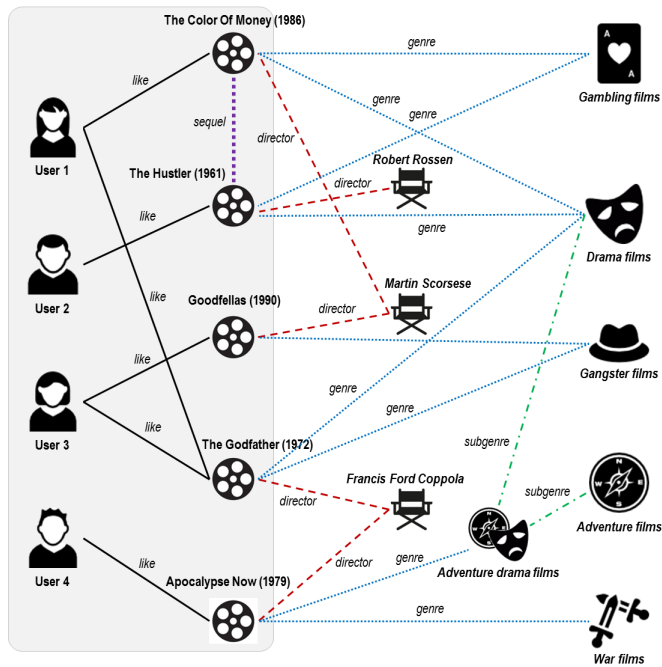 The Color Of Money (1986)
genre
like
Gambling films
genre
genre
sequel
director
User 1
The Hustler (1961)
Robert Rossen
director
like
genre
Drama films
User 2
Goodfellas (1990)
Martin Scorsese
like
director
like
Gangster films
genre
genre
User 3
like
The Godfather (1972)
subgenre
Francis Ford Coppola
director
subgenre
N
W
E
S
N
Adventure films
User 4
like
director
genre
Adventure drama films
Apocalypse Now (1979)
genre
War films